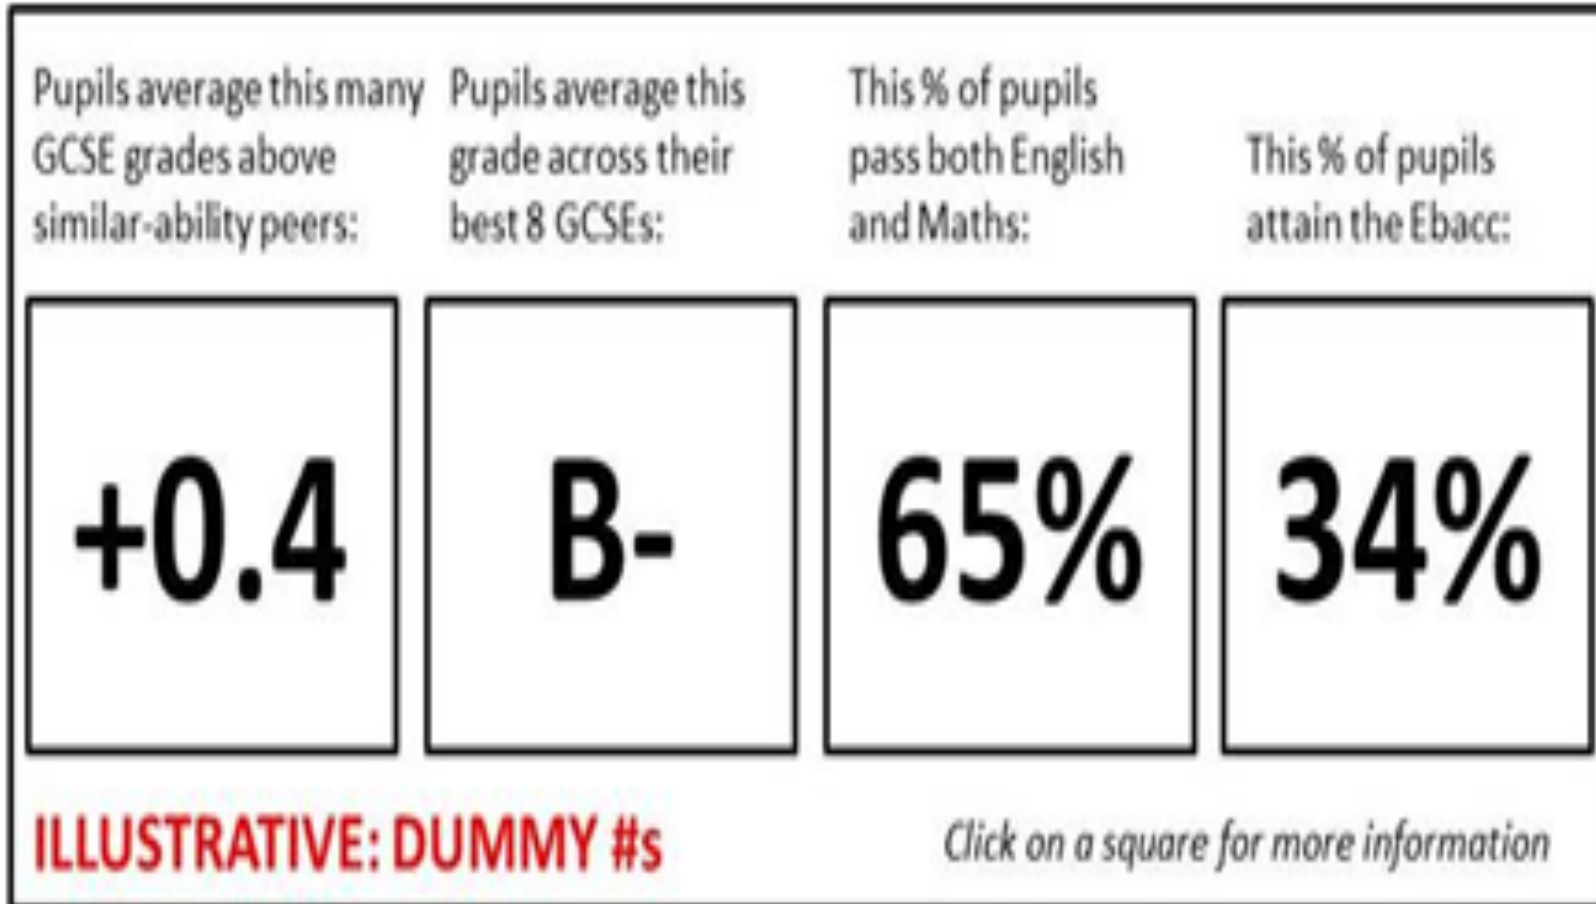 Pupils average this many
GCSE grades above
similar-ability peers:
Pupils average this
grade across their
best 8 GCSEs:
This % of pupils
pass both English
and Maths:
This % of pupils
attain the Ebacc:
+0.4
B-
65%
34%
ILLUSTRATIVE: DUMMY #s
Click on a square for more information